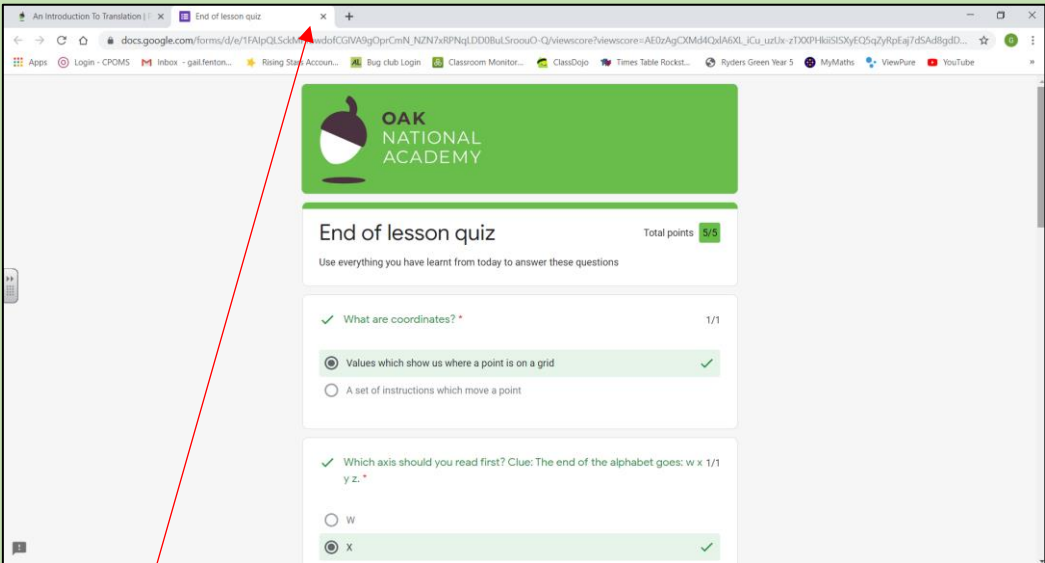 An Introduction To Translation |
End of lesson quiz
docs.google.com/forms/d/e/
Apps
Login - CPOMS
Inbox - gail.fenton...
Rising Stars Accoun...
Bug club Login
Classroom Monitor...
ClassDojo
Times Table Rockst...
Ryders Green Year 5
MyMaths
ViewPure
YouTube
OAK
NATIONAL
ACADEMY
End of lesson quiz
Total points 5/5
Use everything you have learnt from today to answer these questions
What are coordinates? *
1/1
Values which show us where a point is on a grid
A set of instructions which move a point
Which axis should you read first? Clue: The end of the alphabet goes: w x 1/1
y z. *
W
X